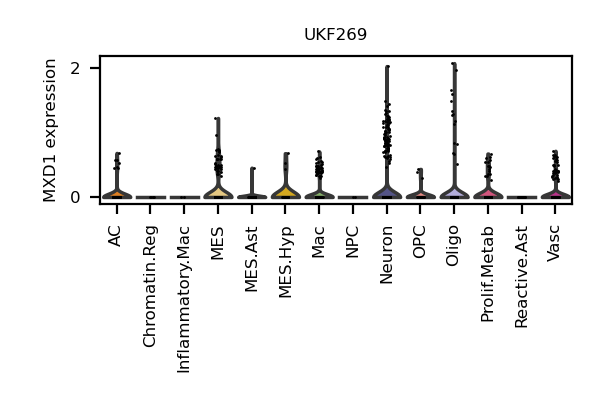 UKF269
MXD1 expression
2
0
AC
Chromatin.Reg
Inflammatory.Mac
MES
MES.Ast
MES.Hyp
Mac
NPC
Neuron
OPC
Oligo
Prolif.Metab
Reactive.Ast
Vasc